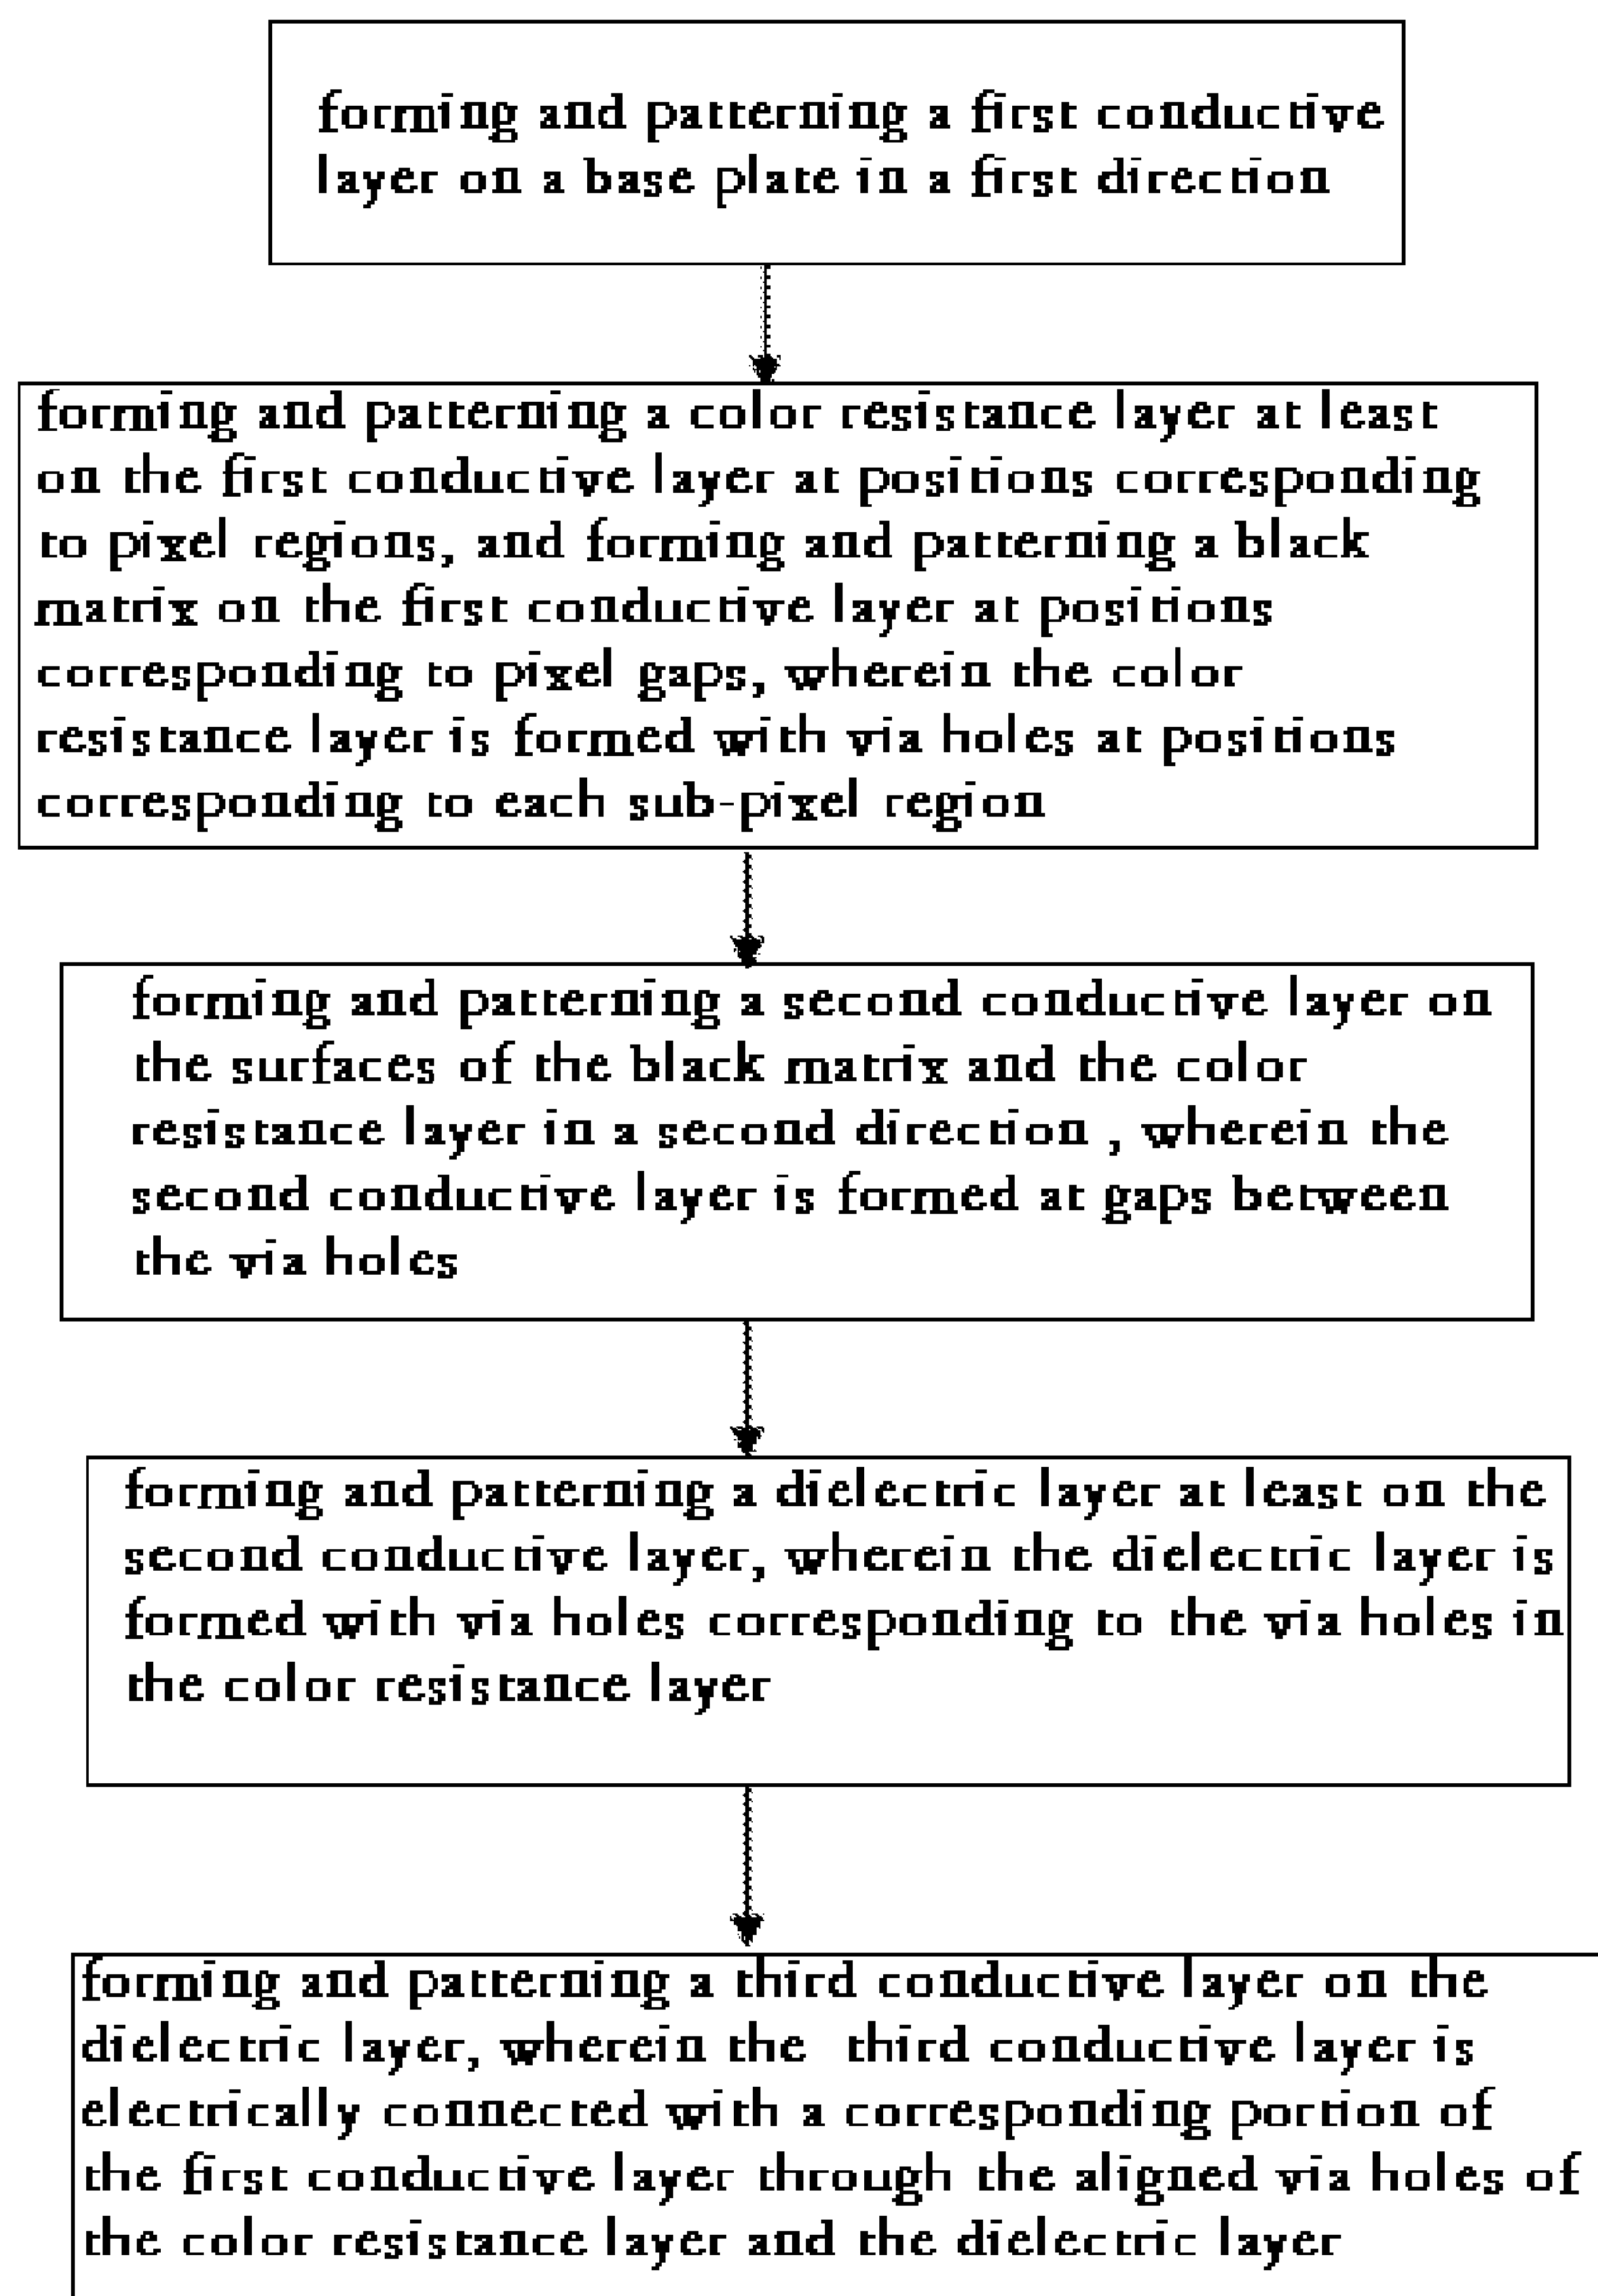 forming and patterning a first conductive
layer on a base plate in a first direction
forming and patterning a color resistance layer at least
on the first conductive layer at positions corresponding
to pixel regions, and forming and patterning a black
matrix on the first conductive layer at positions
corresponding to pixel gaps, wherein the color
resistance layer is formed with via holes at positions
corresponding to each sub-pixel region
forming and patterning a second conductive layer on
the surfaces of the black matrix and the color
resistance layer in a second direction , wherein the
second conductive layer is formed at gaps between
the via holes
forming and patterning a dielectric layer at least on the
second conductive layer, wherein the dielectric layer is
formed with via holes corresponding to the via holes in
the color resistance layer
forming and patterning a third conductive layer on the
dielectric layer, wherein the third conductive layer is
electrically connected with a corresponding portion of
the first conductive layer through the aligned via holes of
the color resistance layer and the dielectric layer